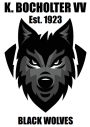 K. BOCHOLTER VV
Est. 1923
BLACK WOLVES